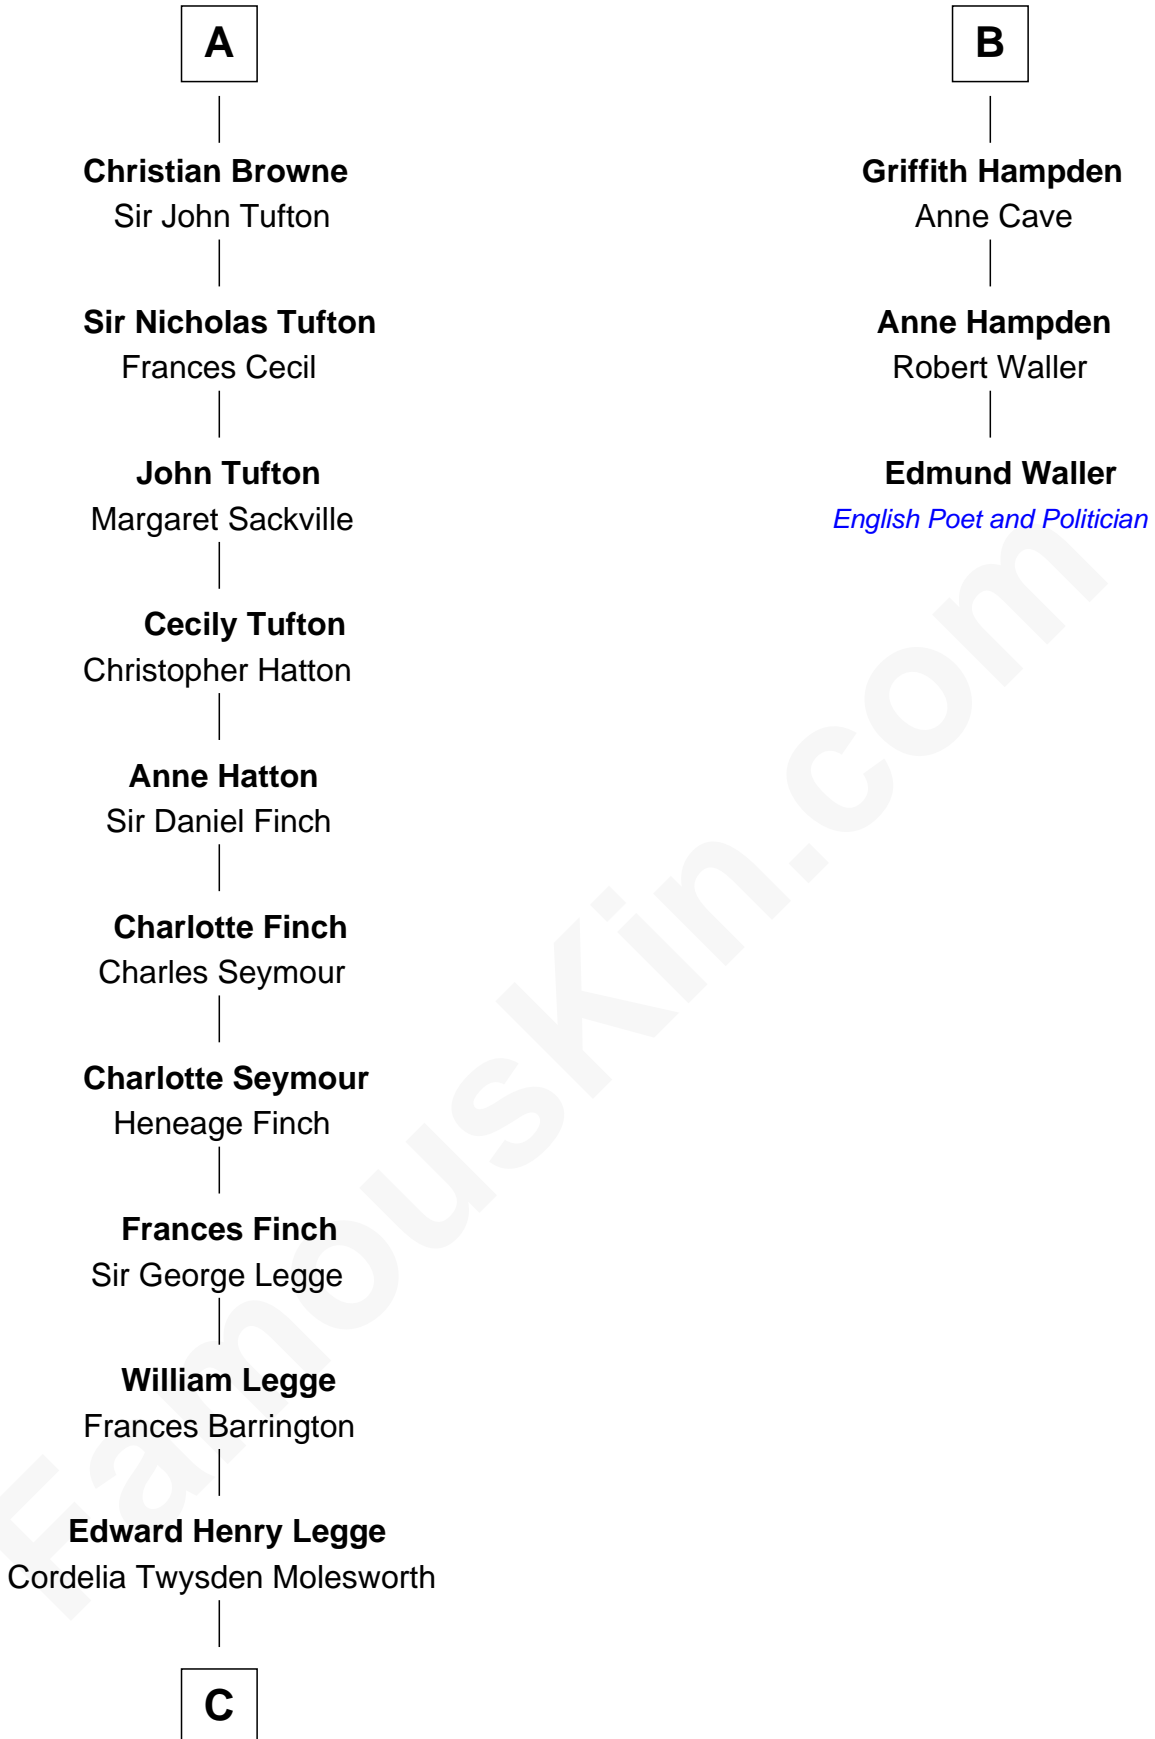 A
Christian Browne
Sir John Tufton
Sir Nicholas Tufton
Frances Cecil
John Tufton
Margaret Sackville
Cecily Tufton
Christopher Hatton
Anne Hatton
Sir Daniel Finch
Charlotte Finch
Charles Seymour
Charlotte Seymour
Heneage Finch
Frances Finch
Sir George Legge
William Legge
Frances Barrington
Edward Henry Legge
Cordelia Twysden Molesworth
C
B
Griffith Hampden
Anne Cave
Anne Hampden
Robert Waller
Edmund Waller
English Poet and Politician
FamousKin.com